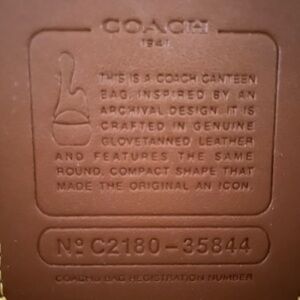 COACH
1941
THIS IS A COACH CANTEEN
BAG, INSPIRED BY AN
ARCHIVAL DESIGN. IT IS
CRAFTED IN GENUINE
GLOVETANNED LEATHER
AND FEATURES THE SAME
ROUND, COMPACT SHAPE THAT
MADE THE ORIGINAL AN ICON.
Nº C2180-35844
COACH® BAG REGISTRATION NUMBER